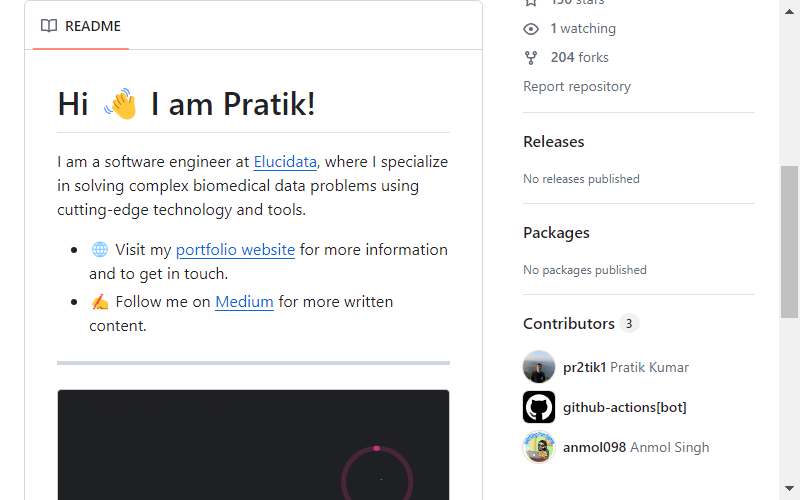 README
Hi 👋 I am Pratik!
I am a software engineer at Elucidata, where I specialize
in solving complex biomedical data problems using
cutting-edge technology and tools.
🌐 Visit my portfolio website for more information
and to get in touch.
✍️ Follow me on Medium for more written
content.
150 stars
1 watching
204 forks
Report repository
Releases
No releases published
Packages
No packages published
Contributors 3
pr2tik1 Pratik Kumar
github-actions[bot]
anmol098 Anmol Singh